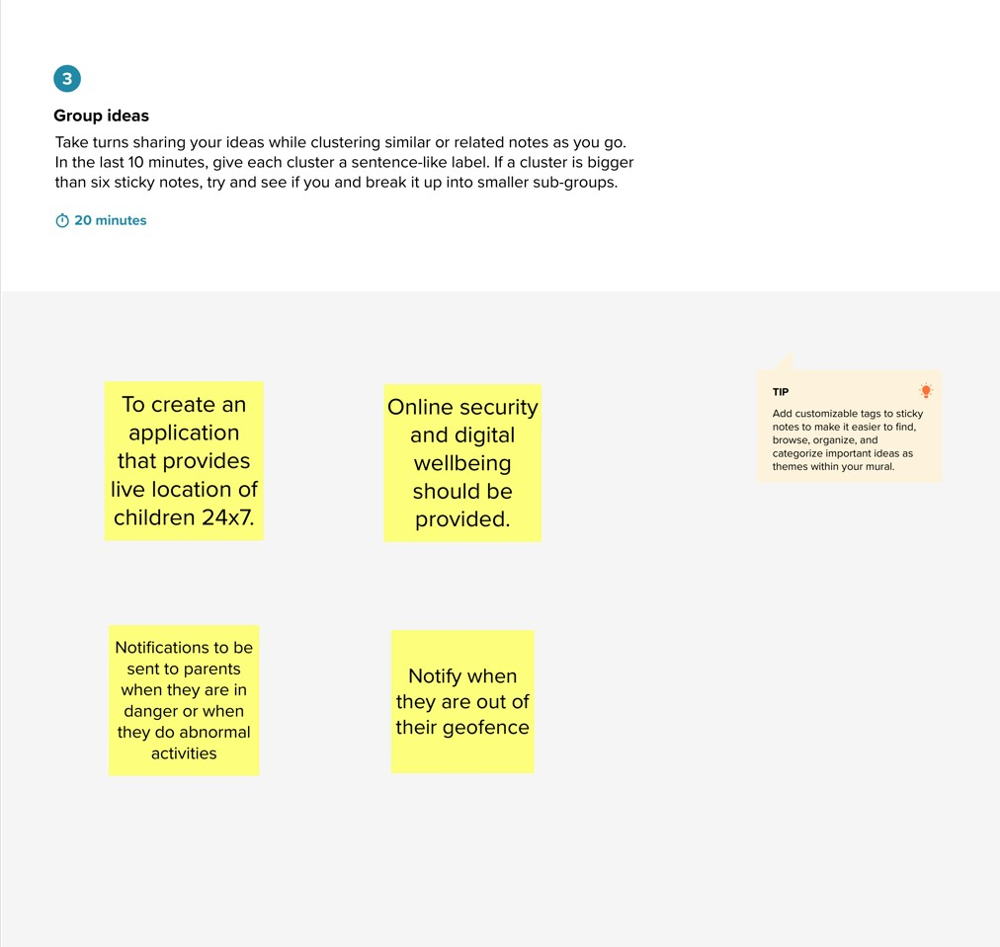 3
Group ideas
Take turns sharing your ideas while clustering similar or related notes as you go.
In the last 10 minutes, give each cluster a sentence-like label. If a cluster is bigger
than six sticky notes, try and see if you and break it up into smaller sub-groups.
20 minutes
To create an
application
that provides
live location of
children 24x7.
Online security
and digital
wellbeing
should be
provided.
TIP
Add customizable tags to sticky
notes to make it easier to find,
browse, organize, and
categorize important ideas as
themes within your mural.
Notifications to be
sent to parents
when they are in
danger or when
they do abnormal
activities
Notify when
they are out of
their geofence